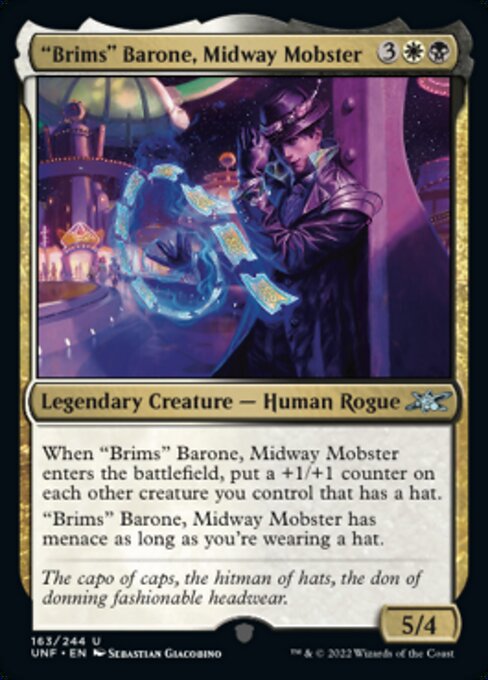 "Brims" Barone, Midway Mobster 3
Legendary Creature — Human Rogue
When "Brims" Barone, Midway Mobster
enters the battlefield, put a +1/+1 counter on
each other creature you control that has a hat.
"Brims" Barone, Midway Mobster has
menace as long as you're wearing a hat.
The capo of caps, the hitman of hats, the don of
donning fashionable headwear.
5/4
163/244 U
UNF • EN Sebastian Giacobino
™ & © 2022 Wizards of the Coast